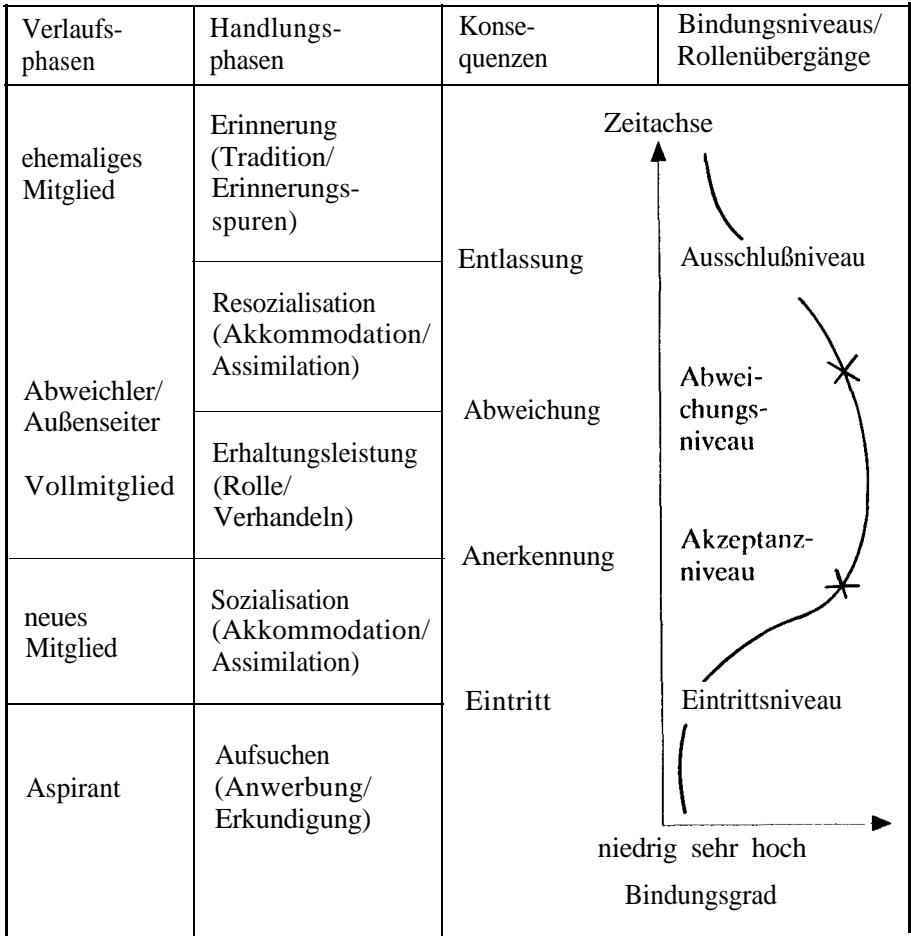 Verlaufs-
phasen
Handlungs-
phasen
Konse-
quenzen
Bindungsniveaus/
Rollenübergänge
ehemaliges
Mitglied
Erinnerung
(Tradition/
Erinnerungs-
spuren)
Zeitachse
Entlassung
Ausschlußniveau
Resozialisation
(Akkommodation/
Assimilation)
Abweichler/
Außenseiter
Abweichung
Abwei-
chungs-
niveau
Vollmitglied
Erhaltungsleistung
(Rolle/
Verhandeln)
Anerkennung
Akzeptanz-
niveau
neues
Mitglied
Sozialisation
(Akkommodation/
Assimilation)
Eintritt
Eintrittsniveau
Aspirant
Aufsuchen
(Anwerbung/
Erkundigung)
niedrig sehr hoch
Bindungsgrad